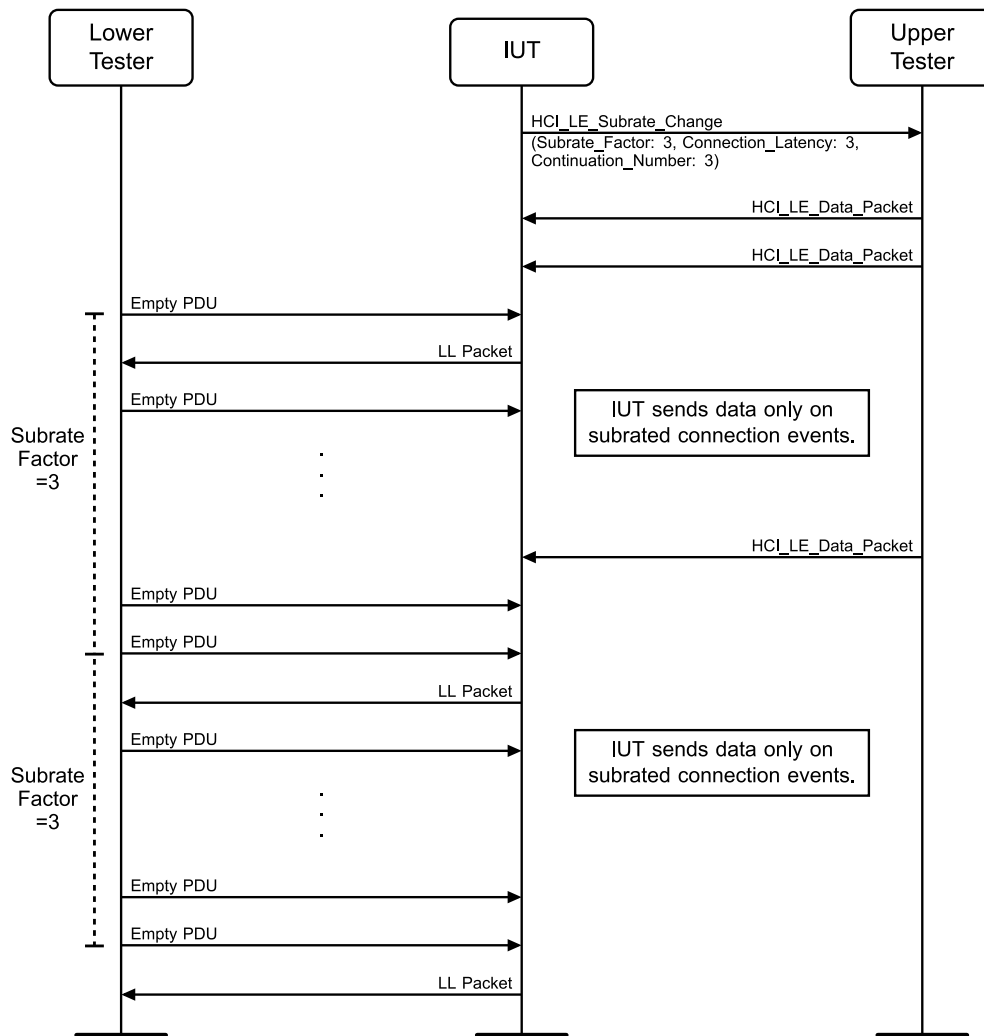 Lower
Tester
IUT
Upper
Tester
HCI_LE_Subrate_Change
(Subrate_Factor: 3, Connection_Latency: 3,
Continuation_Number: 3)
HCI_LE_Data_Packet
HCI_LE_Data_Packet
Empty PDU
LL Packet
Empty PDU
IUT sends data only on
subrated connection events.
Subrate
Factor
=3
HCI_LE_Data_Packet
Empty PDU
Empty PDU
LL Packet
Empty PDU
IUT sends data only on
subrated connection events.
Subrate
Factor
=3
Empty PDU
Empty PDU
LL Packet